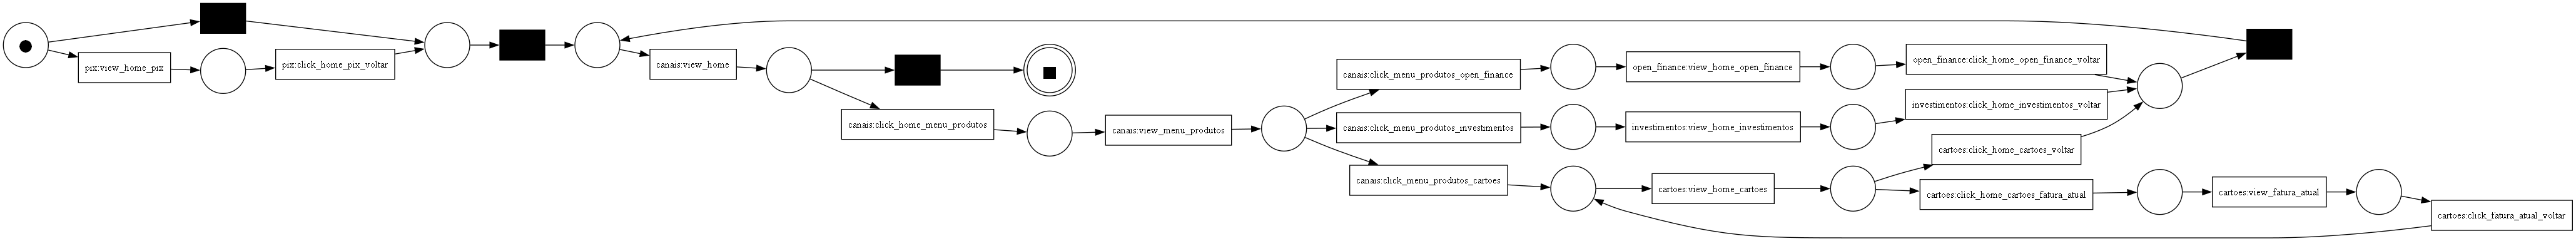 pix:view_home_pix
pix:click_home_pix_voltar
canais:view_home
canais:click_home_menu_produtos
canais:view_menu_produtos
canais:click_menu_produtos_open_finance
open_finance:view_home_open_finance
open_finance:click_home_open_finance_voltar
canais:click_menu_produtos_investimentos
investimentos:view_home_investimentos
investimentos:click_home_investimentos_voltar
canais:click_menu_produtos_cartoes
cartoes:view_home_cartoes
cartoes:click_home_cartoes_voltar
cartoes:click_home_cartoes_fatura_atual
cartoes:view_fatura_atual
cartoes:click_fatura_atual_voltar